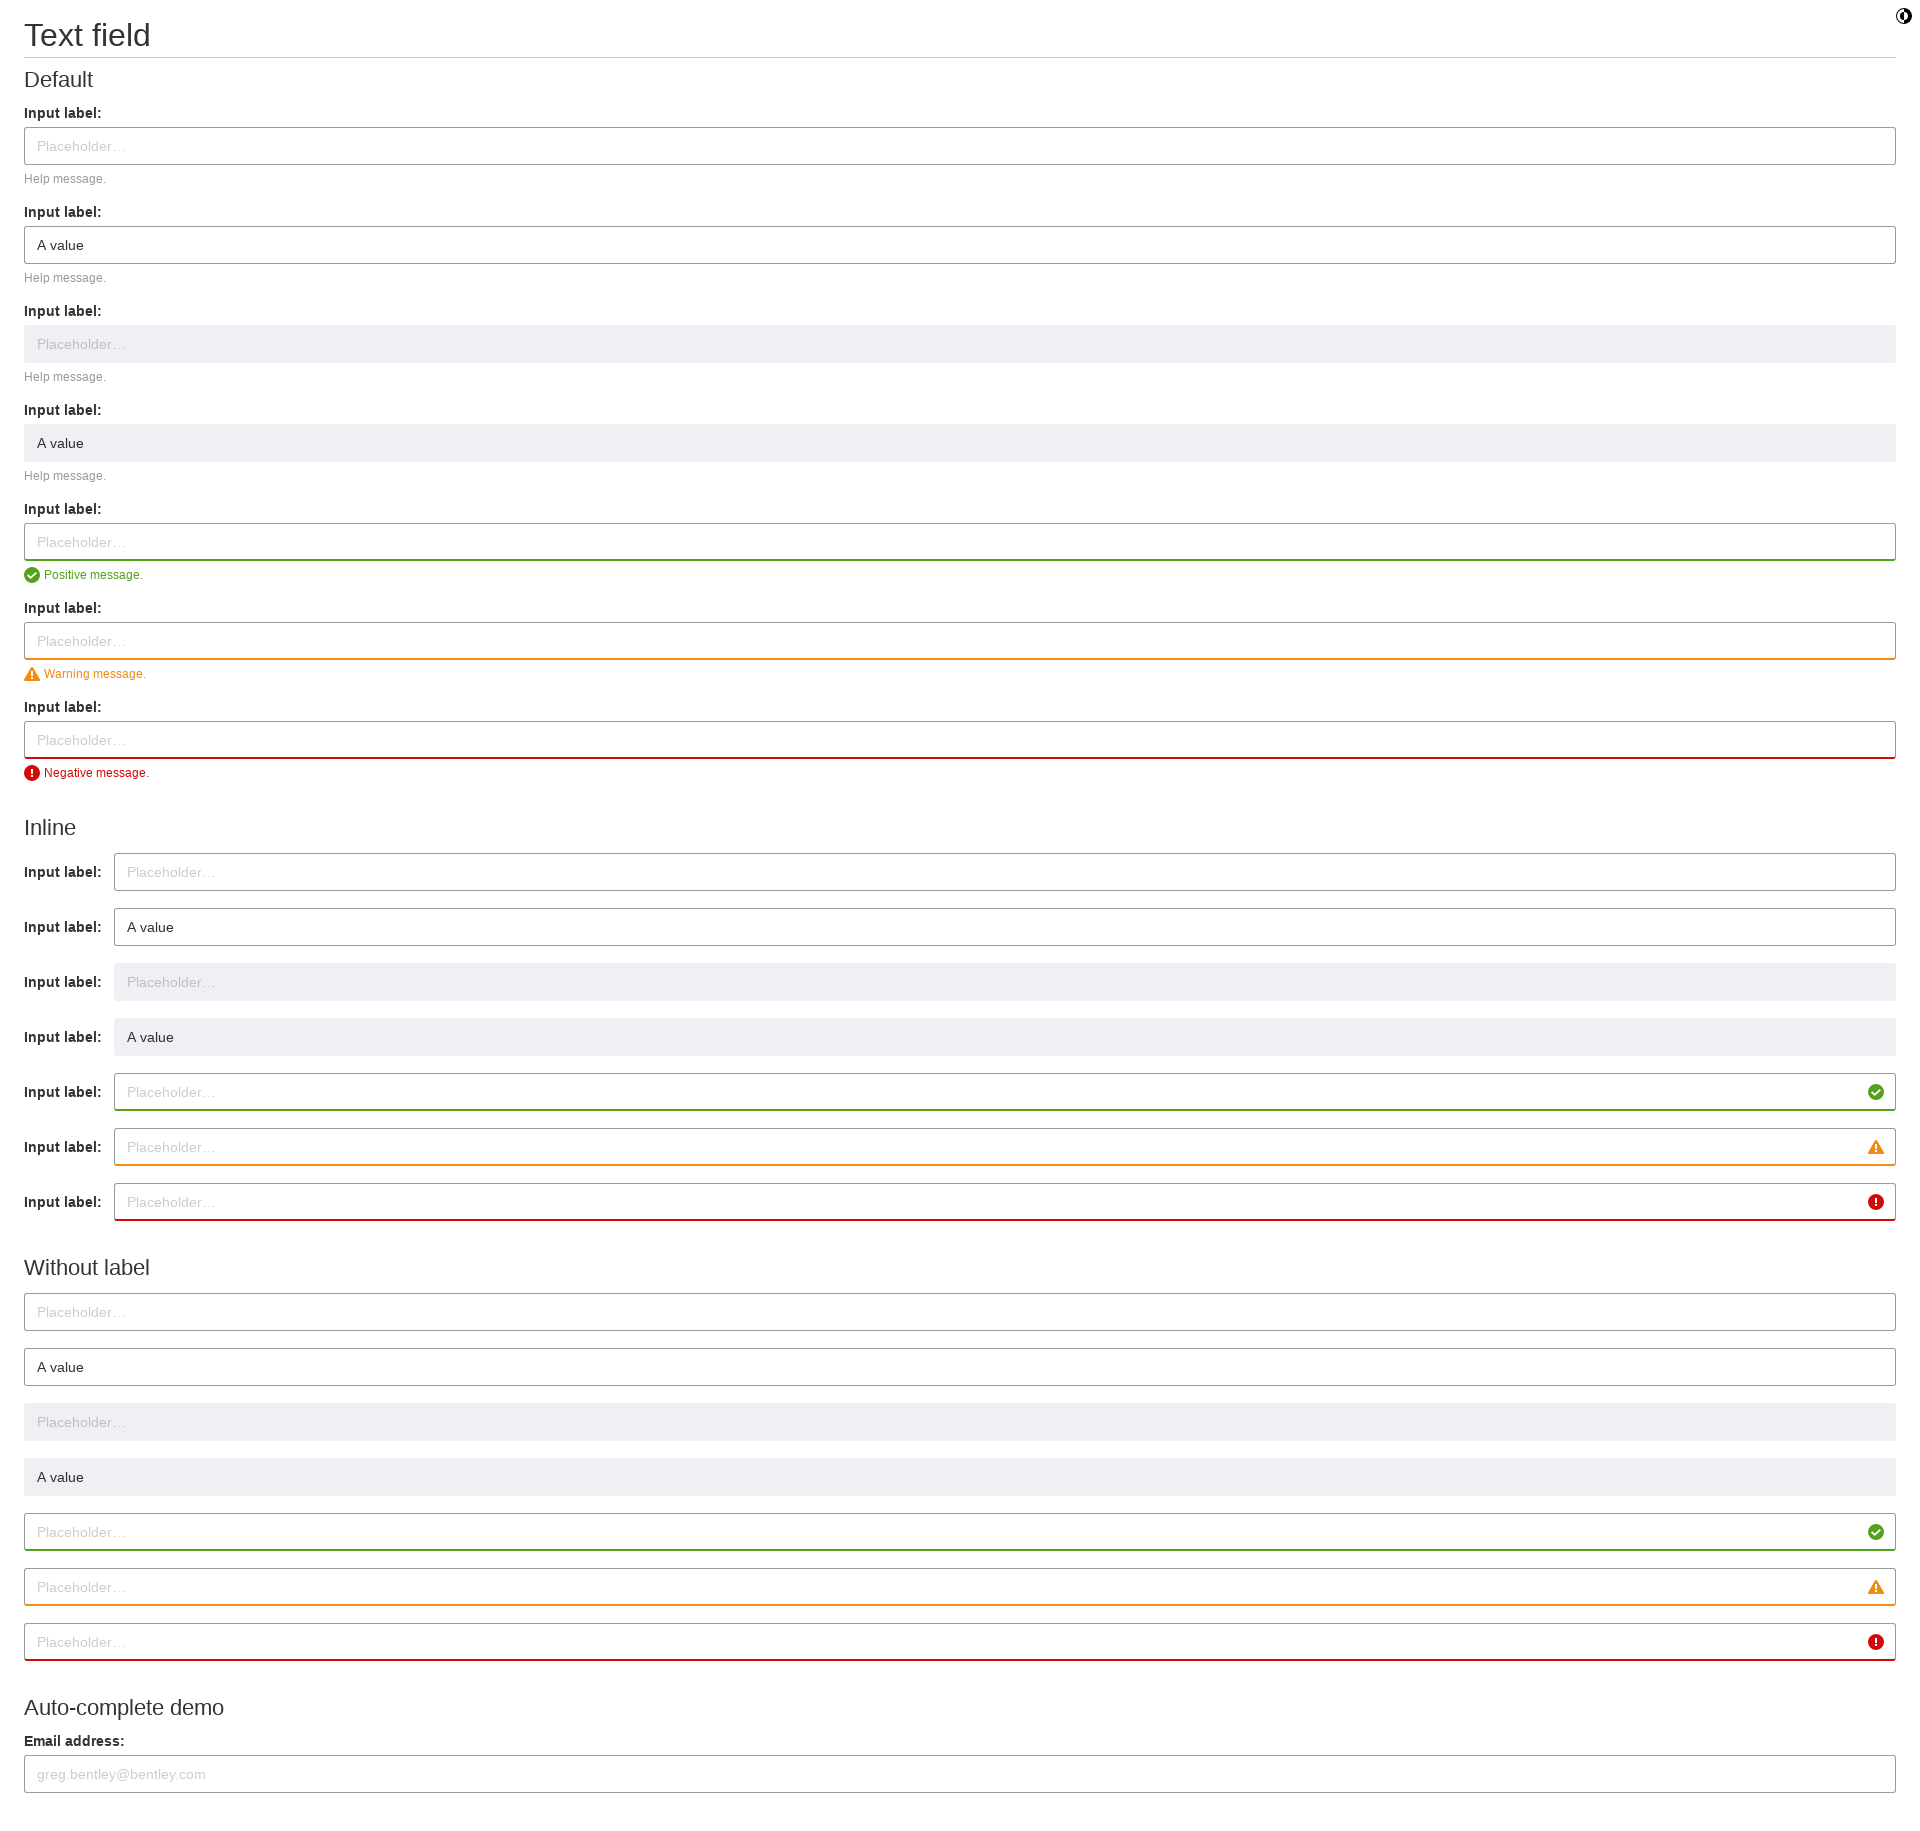 Text field
Default
Input label:
Placeholder…
Help message.
Input label:
A value
Help message.
Input label:
Placeholder…
Help message.
Input label:
A value
Help message.
Input label:
Placeholder…
Positive message.
Input label:
Placeholder…
Warning message.
Input label:
Placeholder…
Negative message.
Inline
Input label: Placeholder…
Input label: A value
Input label: Placeholder…
Input label: A value
Input label: Placeholder…
Input label: Placeholder…
Input label: Placeholder…
Without label
Placeholder…
A value
Placeholder…
A value
Placeholder…
Placeholder…
Placeholder…
Auto-complete demo
Email address:
greg.bentley@bentley.com